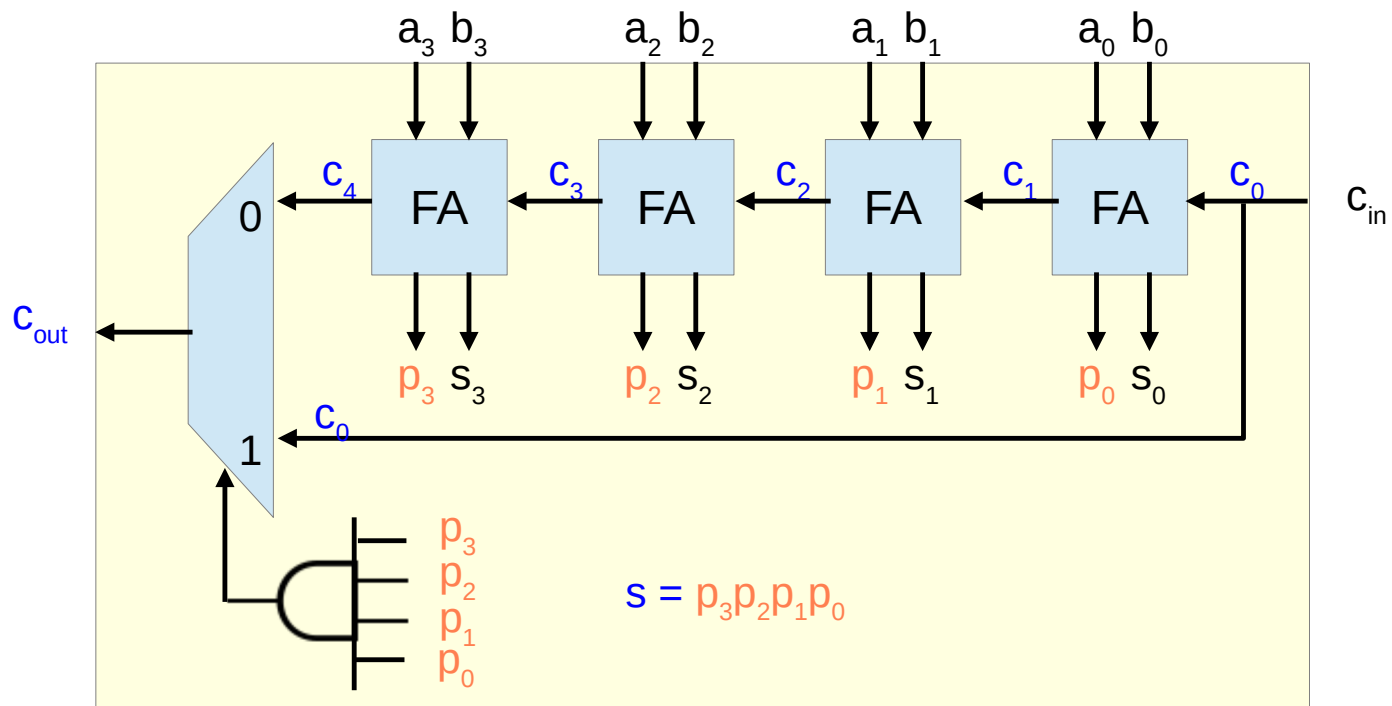 a₃ b₃ a₂ b₂ a₁ b₁ a₀ b₀
c₄ FA c₃ FA c₂ FA c₁ FA c₀ cᵢₙ
0
cₒᵤₜ
p₃ s₃ p₂ s₂ p₁ s₁ p₀ s₀
c₀
1
p₃
p₂
s = p₃p₂p₁p₀
p₁
p₀